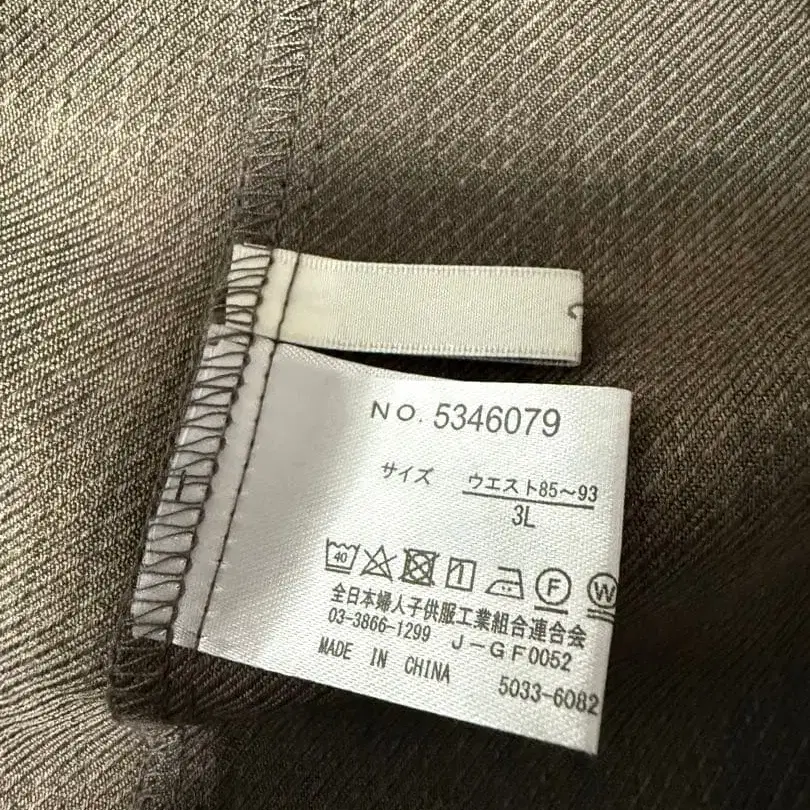 NO. 5346079
サイズ ウエスト85～93
3L
40 F W
全日本婦人子供服工業組合連合会
03-3866-1299 J-GF0052
MADE IN CHINA 5033-6082